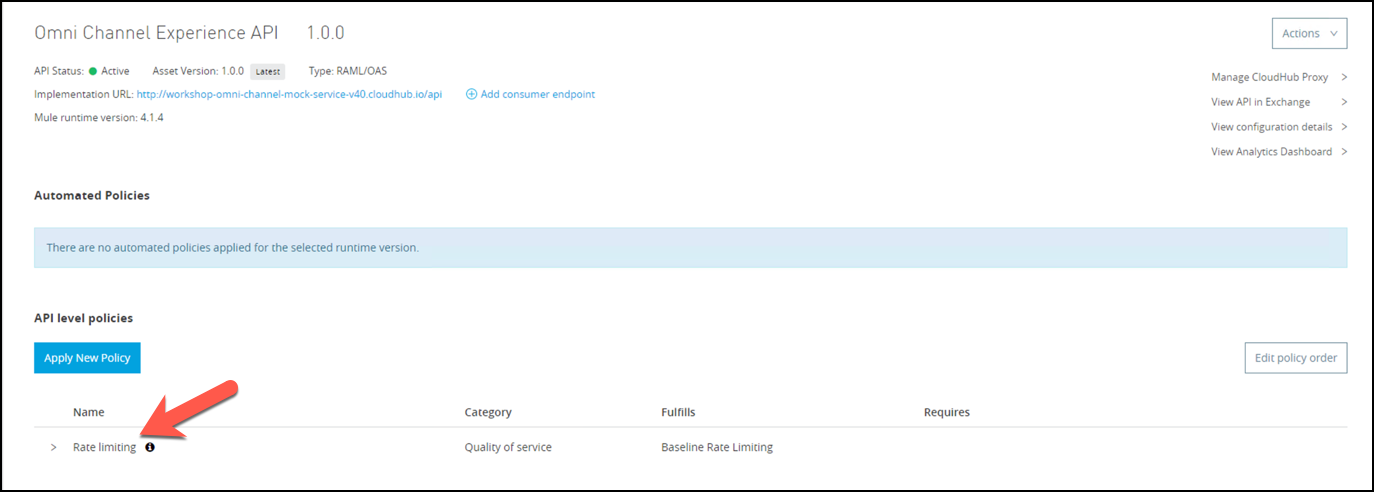 Omni Channel Experience API 1.0.0
Actions
API Status: Active Asset Version: 1.0.0 Latest Type: RAML/OAS
Manage CloudHub Proxy >
Implementation URL: http://workshop-omni-channel-mock-service-v40.cloudhub.io/api Add consumer endpoint
View API in Exchange >
Mule runtime version: 4.1.4
View configuration details >
View Analytics Dashboard >
Automated Policies
There are no automated policies applied for the selected runtime version.
API level policies
Apply New Policy
Edit policy order
Name Category Fulfills Requires
> Rate limiting Quality of service Baseline Rate Limiting